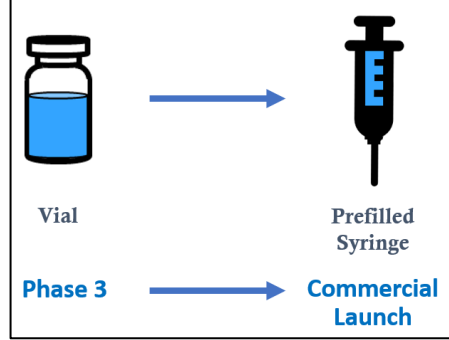 Vial
Prefilled
Syringe
Phase 3
Commercial
Launch